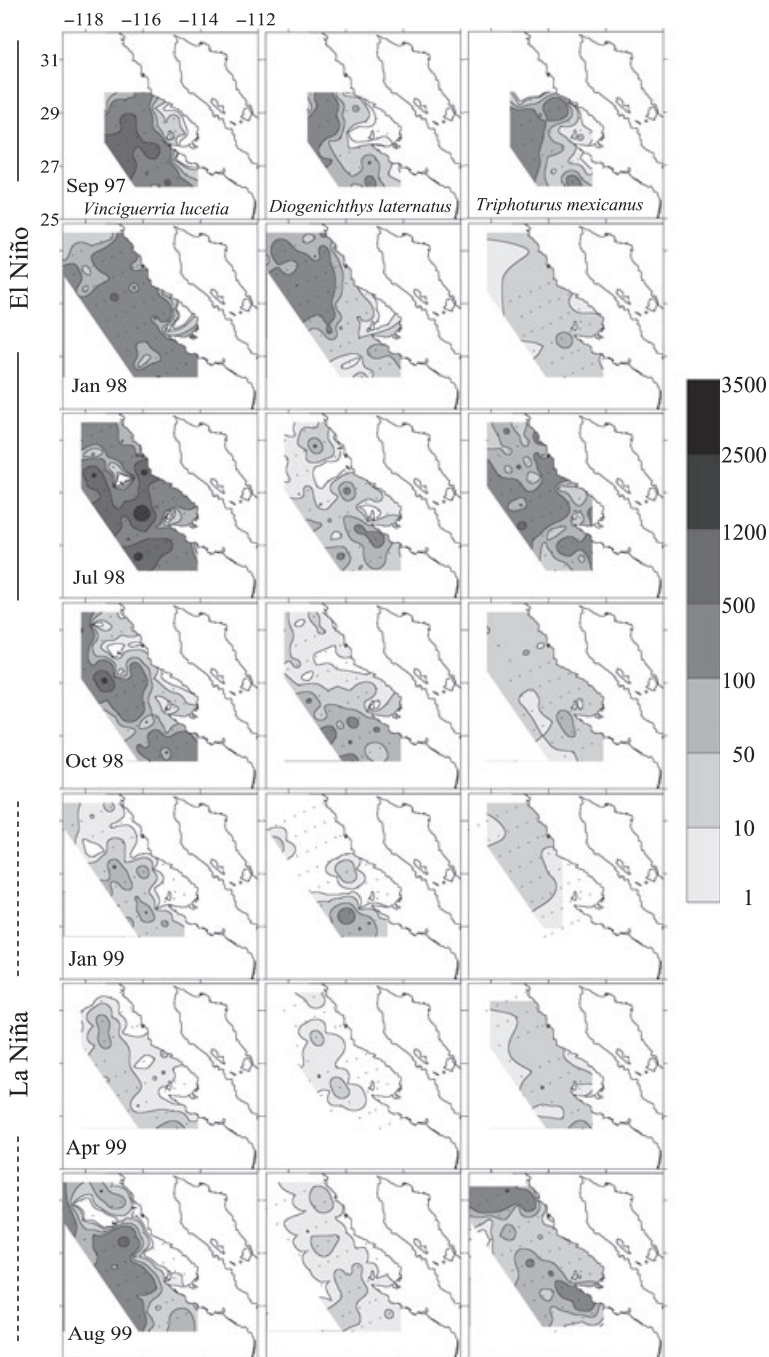 −118 −116 −114 −112
31
29
27
25
Sep 97
Vinciguerria lucetia
Diogenichthys laternatus
Triphoturus mexicanus
El Niño
Jan 98
Jul 98
Oct 98
Jan 99
La Niña
Apr 99
Aug 99
3500
2500
1200
500
100
50
10
1